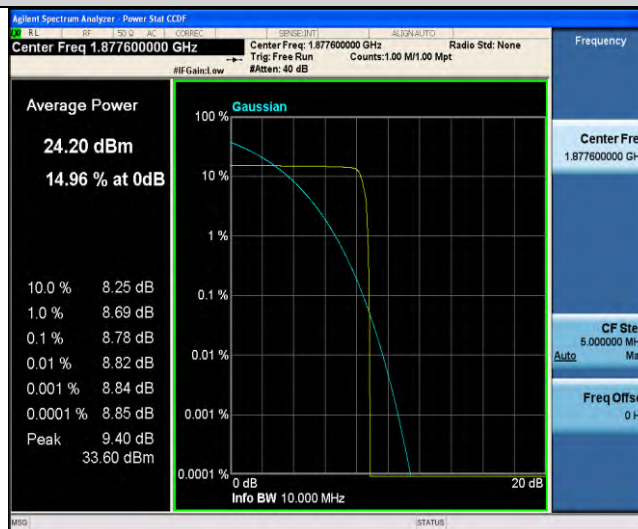 Agilent Spectrum Analyzer - Power Stat CCDF
RL RF 50 Ω AC CORREC SENSE:INT ALIGN AUTO
Center Freq 1.877600000 GHz
Center Freq: 1.877600000 GHz Radio Std: None
Trig: Free Run Counts:1.00 M/1.00 Mpt
#IFGain:Low #Atten: 40 dB
Frequency
Average Power
24.20 dBm
14.96 % at 0dB
10.0 % 8.25 dB
1.0 % 8.69 dB
0.1 % 8.78 dB
0.01 % 8.82 dB
0.001 % 8.84 dB
0.0001 % 8.85 dB
Peak 9.40 dB
33.60 dBm
Gaussian
100 %
10 %
1 %
0.1 %
0.01 %
0.001 %
0.0001 %
0 dB 20 dB
Info BW 10.000 MHz
Center Fre
1.877600000 GH
CF Ste
5.000000 MH
Auto Ma
Freq Offse
0 H
MSG STATUS